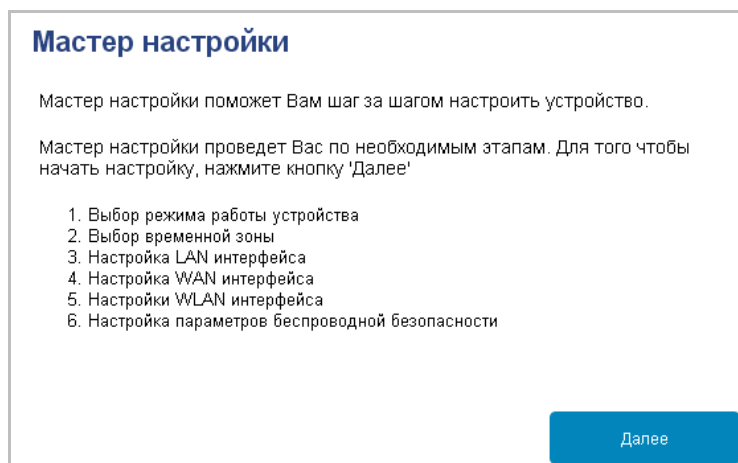 Мастер настройки
Мастер настройки поможет Вам шаг за шагом настроить устройство.
Мастер настройки проведет Вас по необходимым этапам. Для того чтобы
начать настройку, нажмите кнопку 'Далее'
1. Выбор режима работы устройства
2. Выбор временной зоны
3. Настройка LAN интерфейса
4. Настройка WAN интерфейса
5. Настройки WLAN интерфейса
6. Настройка параметров беспроводной безопасности
Далее